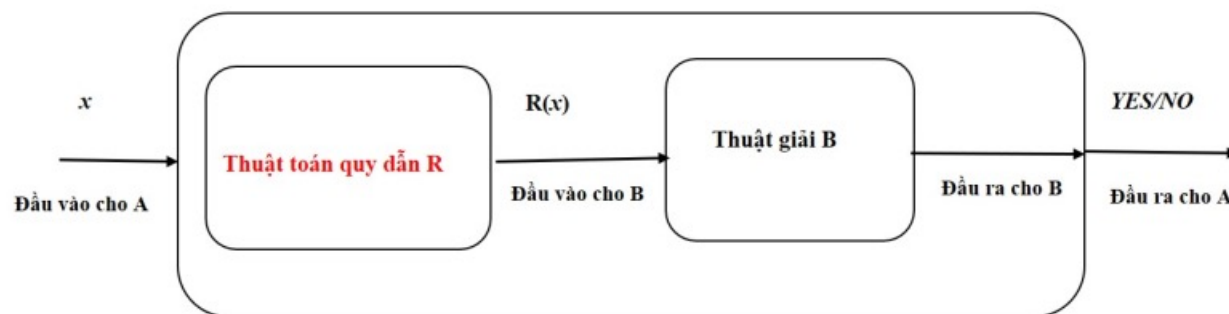 x
Đầu vào cho A
Thuật toán quy dẫn R
R(x)
Đầu vào cho B
Thuật giải B
Đầu ra cho B
YES/NO
Đầu ra cho A